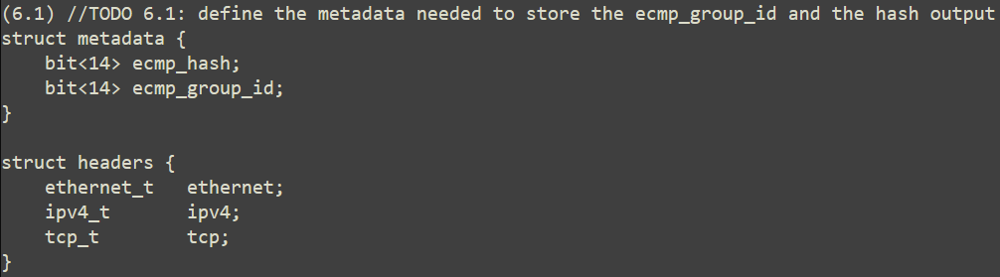 (6.1) //TODO 6.1: define the metadata needed to store the ecmp_group_id and the hash output
struct metadata {
    bit<14> ecmp_hash;
    bit<14> ecmp_group_id;
}

struct headers {
    ethernet_t   ethernet;
    ipv4_t       ipv4;
    tcp_t        tcp;
}